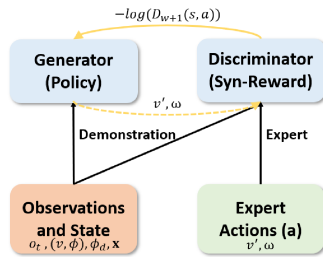 −log(D_{w+1}(s, a))
Generator
(Policy)
Discriminator
(Syn-Reward)
v′, ω
Demonstration
Expert
Observations
and State
o_t, (v, ϕ), ϕ_d, x
Expert
Actions (a)
v′, ω